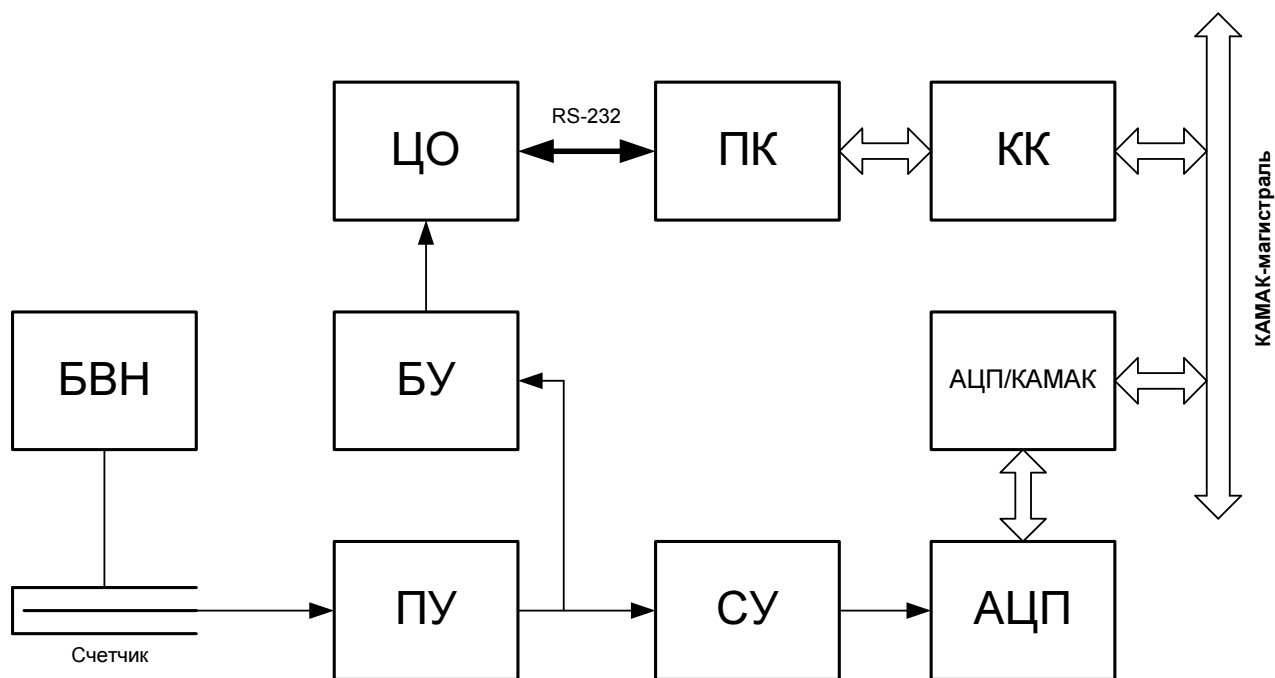 ЦО
RS-232
ПК
КК
КАМАК-магистраль
БВН
БУ
АЦП/КАМАК
ПУ
СУ
АЦП
Счетчик